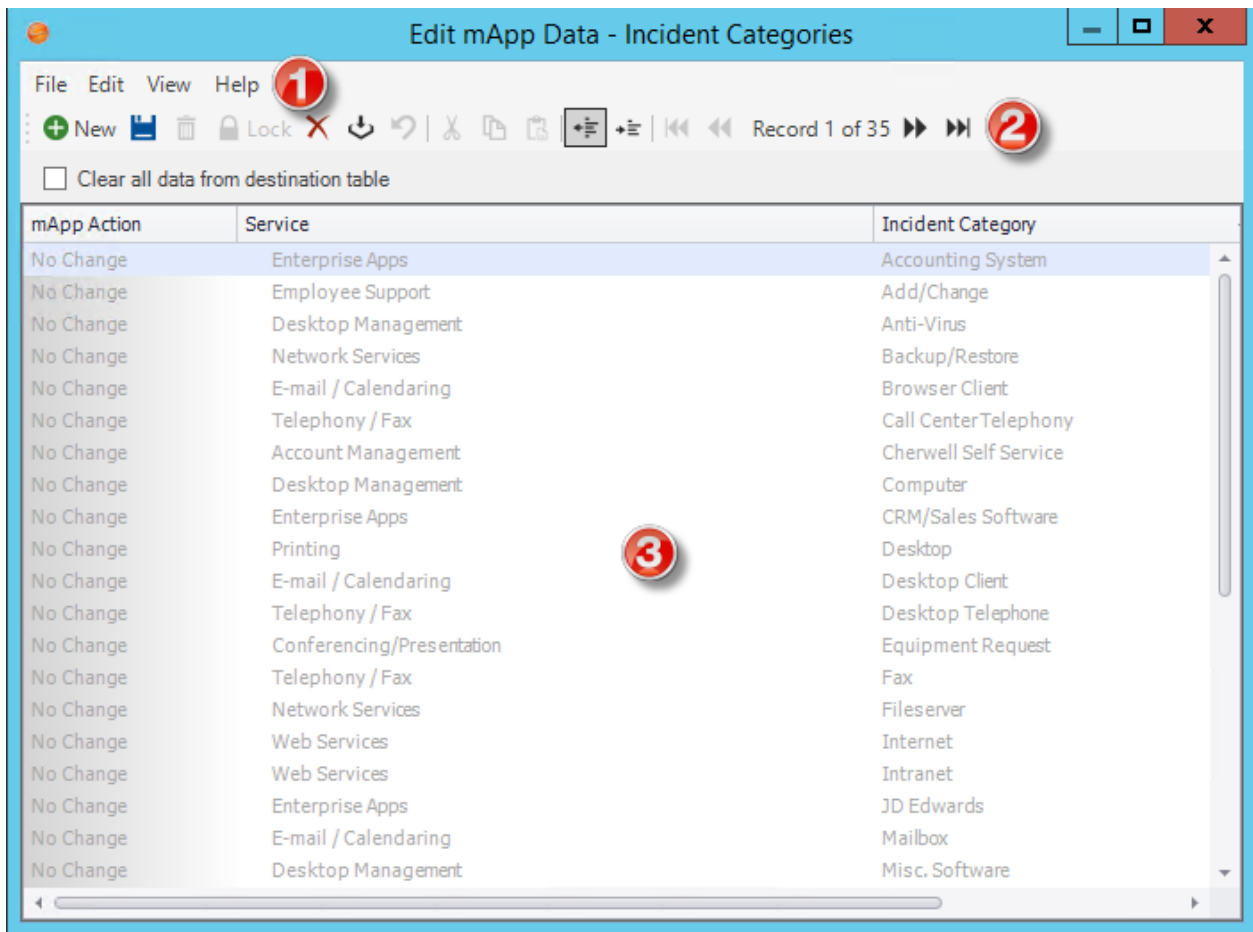 Edit mApp Data - Incident Categories
File Edit View Help 1
New Lock Record 1 of 35 2
Clear all data from destination table
mApp Action Service Incident Category
No Change Enterprise Apps Accounting System
No Change Employee Support Add/Change
No Change Desktop Management Anti-Virus
No Change Network Services Backup/Restore
No Change E-mail / Calendaring Browser Client
No Change Telephony / Fax Call Center Telephony
No Change Account Management Cherwell Self Service
No Change Desktop Management Computer
No Change Enterprise Apps CRM/Sales Software
No Change Printing 3 Desktop
No Change E-mail / Calendaring Desktop Client
No Change Telephony / Fax Desktop Telephone
No Change Conferencing/Presentation Equipment Request
No Change Telephony / Fax Fax
No Change Network Services Fileserver
No Change Web Services Internet
No Change Web Services Intranet
No Change Enterprise Apps JD Edwards
No Change E-mail / Calendaring Mailbox
No Change Desktop Management Misc. Software